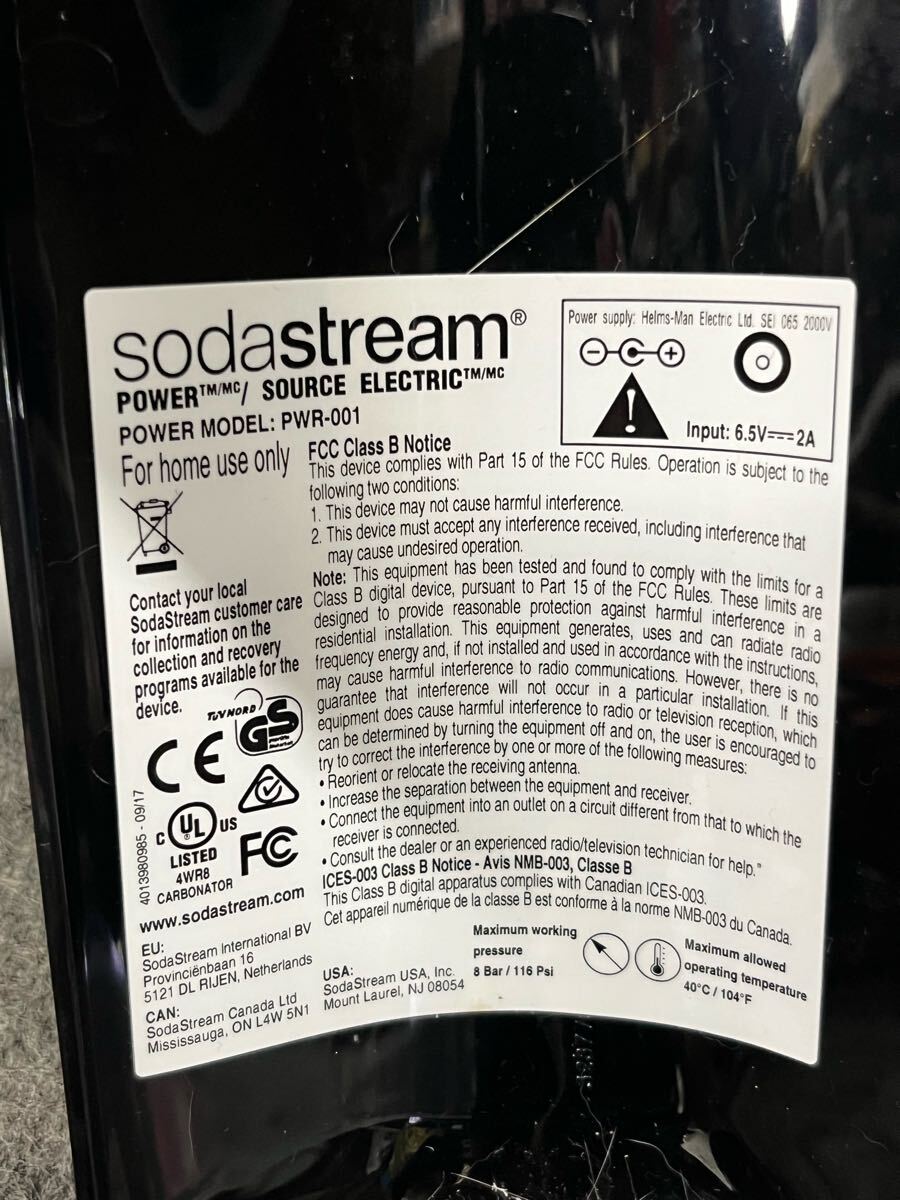 sodastream®
POWER™/MC/ SOURCE ELECTRIC™/MC
POWER MODEL: PWR-001
For home use only
Power supply: Helms-Man Electric Ltd. SEI 065 2000V
Input: 6.5V 2A
FCC Class B Notice
This device complies with Part 15 of the FCC Rules. Operation is subject to the
following two conditions:
1. This device may not cause harmful interference.
2. This device must accept any interference received, including interference that
may cause undesired operation.
Note: This equipment has been tested and found to comply with the limits for a
Class B digital device, pursuant to Part 15 of the FCC Rules. These limits are
designed to provide reasonable protection against harmful interference in a
residential installation. This equipment generates, uses and can radiate radio
frequency energy and, if not installed and used in accordance with the instructions,
may cause harmful interference to radio communications. However, there is no
guarantee that interference will not occur in a particular installation. If this
equipment does cause harmful interference to radio or television reception, which
can be determined by turning the equipment off and on, the user is encouraged to
try to correct the interference by one or more of the following measures:
• Reorient or relocate the receiving antenna.
• Increase the separation between the equipment and receiver.
• Connect the equipment into an outlet on a circuit different from that to which the
receiver is connected.
• Consult the dealer or an experienced radio/television technician for help."
ICES-003 Class B Notice - Avis NMB-003, Classe B
This Class B digital apparatus complies with Canadian ICES-003.
Cet appareil numérique de la classe B est conforme à la norme NMB-003 du Canada.
Contact your local
SodaStream customer care
for information on the
collection and recovery
programs available for the
device.
TÜV NORD
GS
CE
4013980985 - 09/17
C UL US
LISTED
4WR8
CARBONATOR
FC
www.sodastream.com
EU:
SodaStream International BV
Provinciënbaan 16
5121 DL RIJEN, Netherlands
CAN:
SodaStream Canada Ltd
Mississauga, ON L4W 5N1
USA:
SodaStream USA, Inc.
Mount Laurel, NJ 08054
Maximum working
pressure
8 Bar / 116 Psi
Maximum allowed
operating temperature
40°C / 104°F